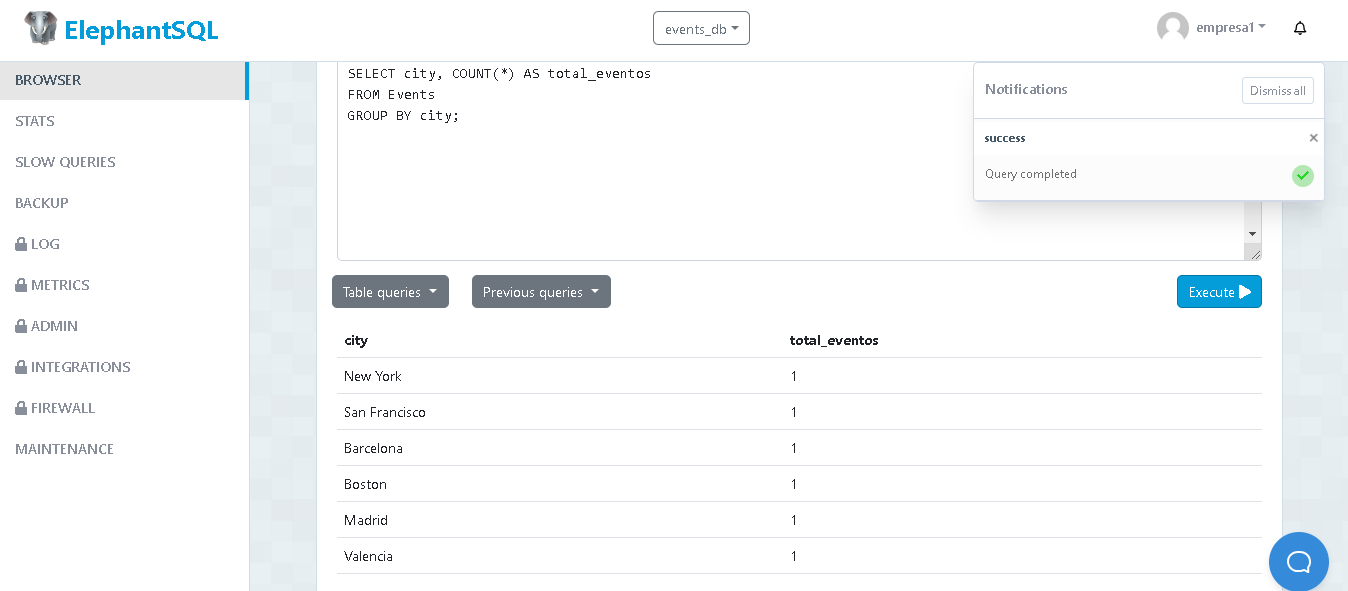 ElephantSQL
events_db
empresa1
BROWSER
STATS
SLOW QUERIES
BACKUP
LOG
METRICS
ADMIN
INTEGRATIONS
FIREWALL
MAINTENANCE
SELECT city, COUNT(*) AS total_eventos
FROM Events
GROUP BY city;
Notifications
Dismiss all
success
×
Query completed
Table queries
Previous queries
Execute
city total_eventos
New York 1
San Francisco 1
Barcelona 1
Boston 1
Madrid 1
Valencia 1